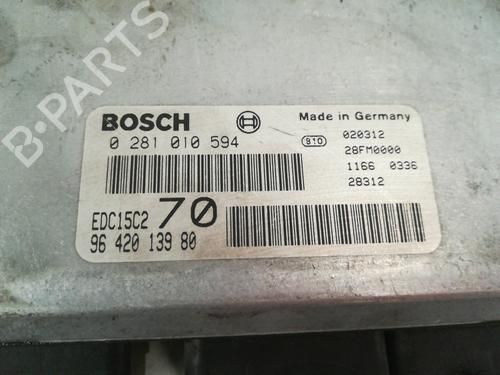 B-PARTS
BOSCH
Made in Germany
0 281 010 594
B10
020312
28FM0000
1166 0336
28312
EDC15C2 70
96 420 139 80